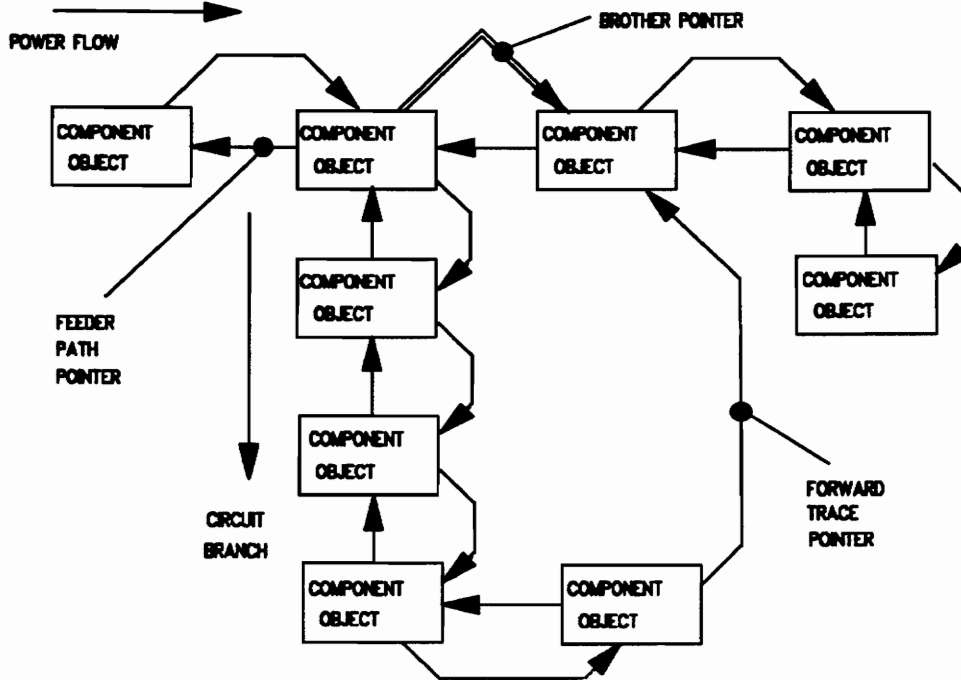 POWER FLOW
BROTHER POINTER
COMPONENT
OBJECT
COMPONENT
OBJECT
COMPONENT
OBJECT
COMPONENT
OBJECT
COMPONENT
OBJECT
COMPONENT
OBJECT
FEEDER
PATH
POINTER
COMPONENT
OBJECT
FORWARD
TRACE
POINTER
CIRCUIT
BRANCH
COMPONENT
OBJECT
COMPONENT
OBJECT